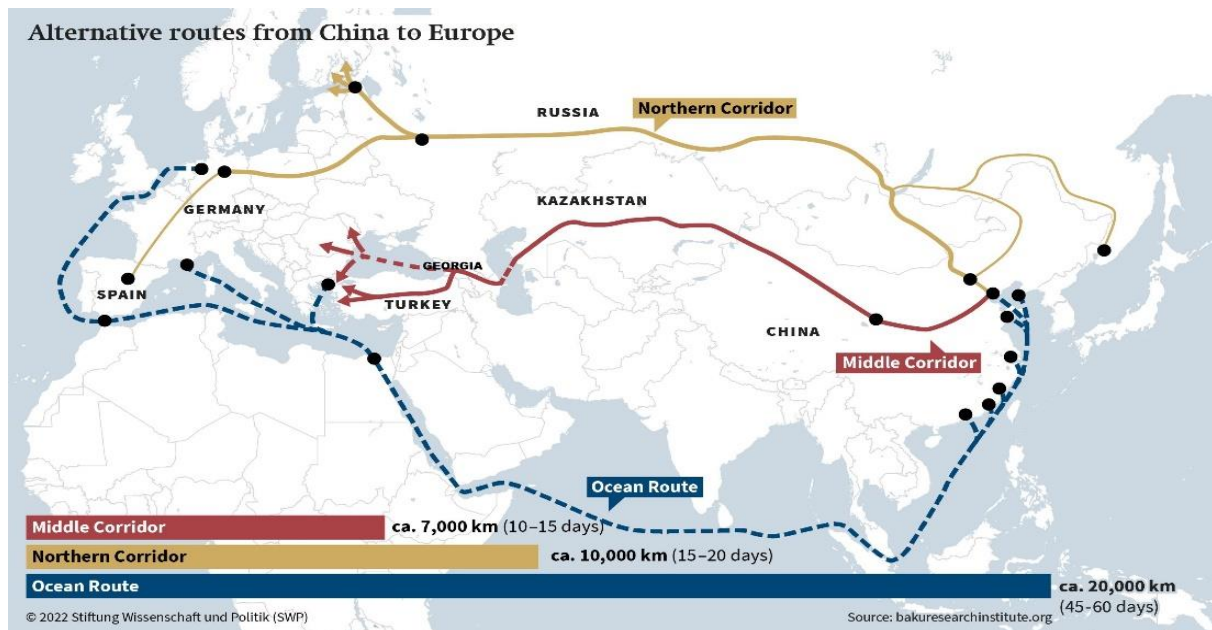 Alternative routes from China to Europe
RUSSIA
Northern Corridor
KAZAKHSTAN
GERMANY
GEORGIA
SPAIN
TURKEY
CHINA
Middle Corridor
Ocean Route
Middle Corridor ca. 7,000 km (10–15 days)
Northern Corridor ca. 10,000 km (15–20 days)
Ocean Route ca. 20,000 km
(45-60 days)
© 2022 Stiftung Wissenschaft und Politik (SWP) Source: bakuresearchinstitute.org